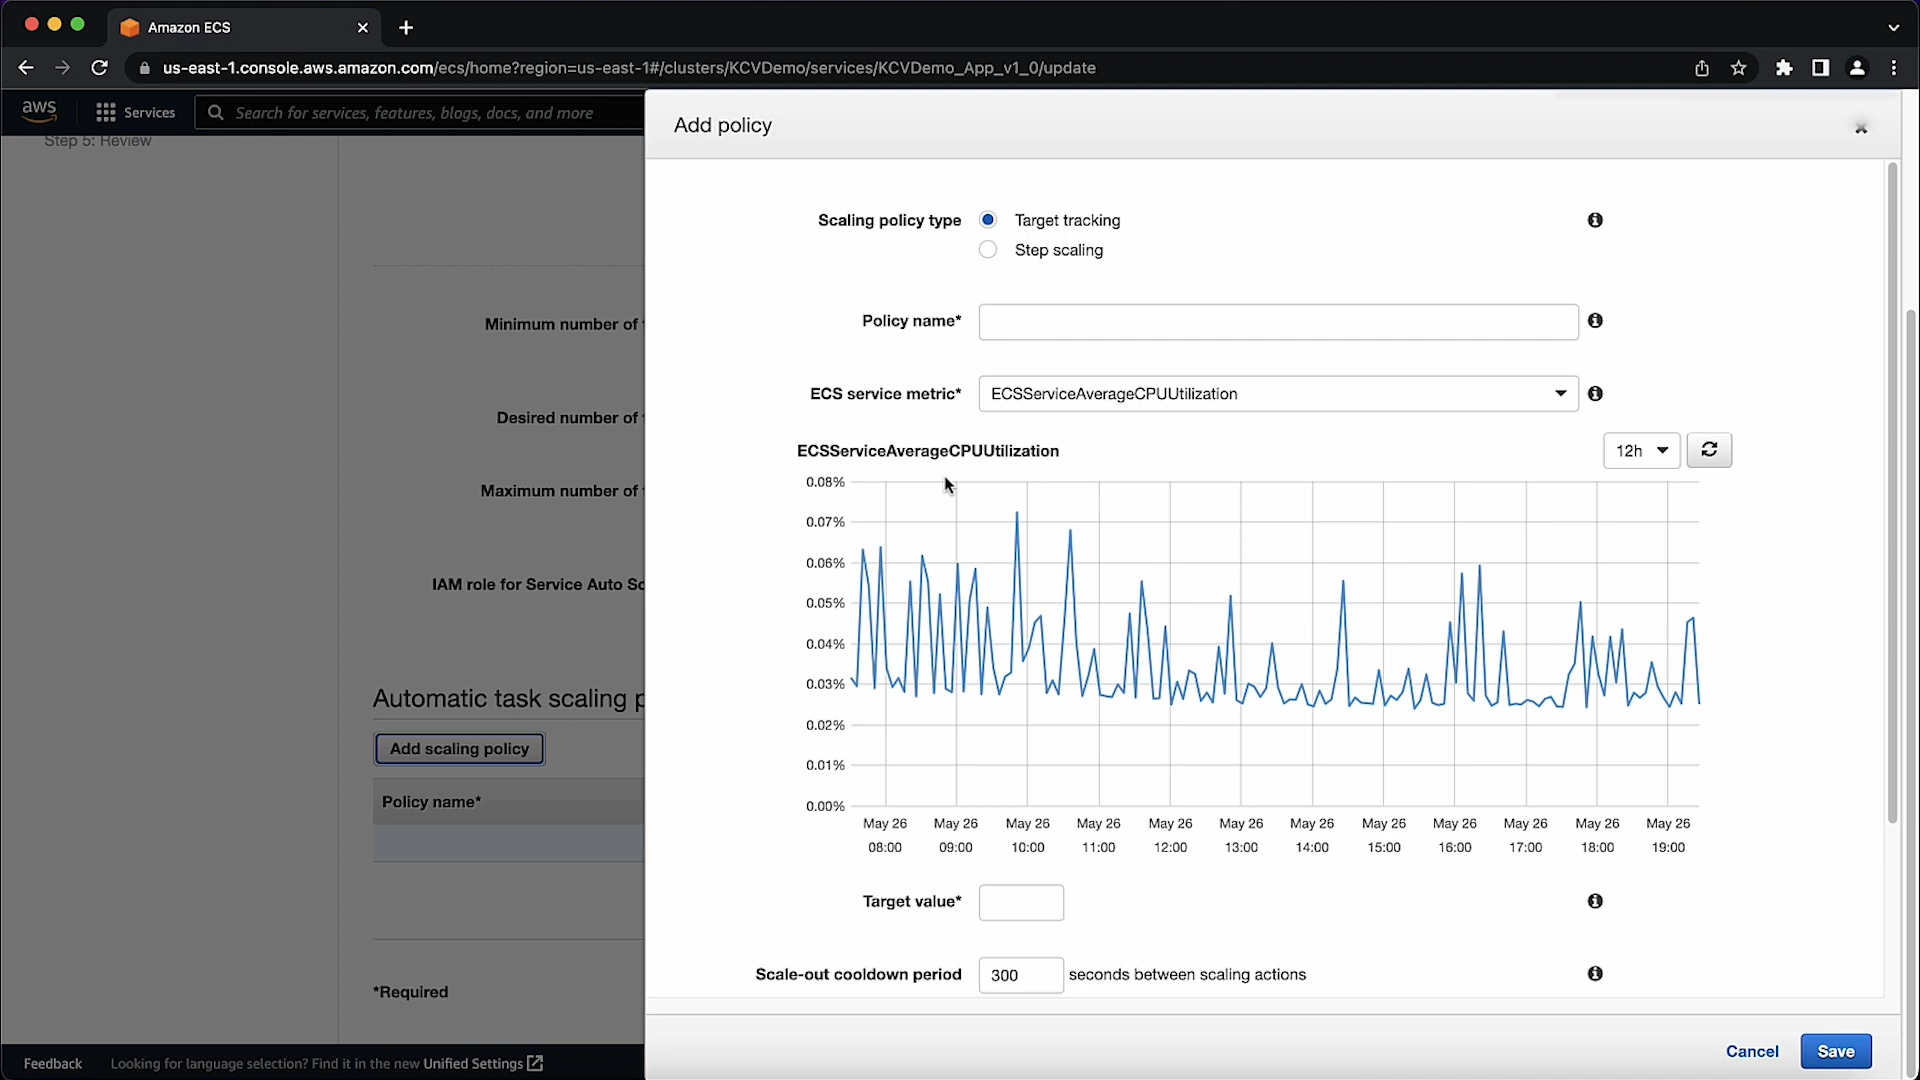 Amazon ECS
us-east-1.console.aws.amazon.com/ecs/home?region=us-east-1#/clusters/KCVDemo/services/KCVDemo_App_v1_0/update
aws
Services
Search for services, features, blogs, docs, and more
Step 5: Review
Minimum number of
Desired number of
Maximum number of
IAM role for Service Auto Sc
Automatic task scaling p
Add scaling policy
Policy name*
*Required
Feedback
Looking for language selection? Find it in the new Unified Settings
Add policy
Scaling policy type
Target tracking
Step scaling
Policy name*
ECS service metric*
ECSServiceAverageCPUUtilization
ECSServiceAverageCPUUtilization
12h
0.08%
0.07%
0.06%
0.05%
0.04%
0.03%
0.02%
0.01%
0.00%
May 26 May 26 May 26 May 26 May 26 May 26 May 26 May 26 May 26 May 26 May 26 May 26
08:00 09:00 10:00 11:00 12:00 13:00 14:00 15:00 16:00 17:00 18:00 19:00
Target value*
Scale-out cooldown period
300
seconds between scaling actions
Cancel
Save